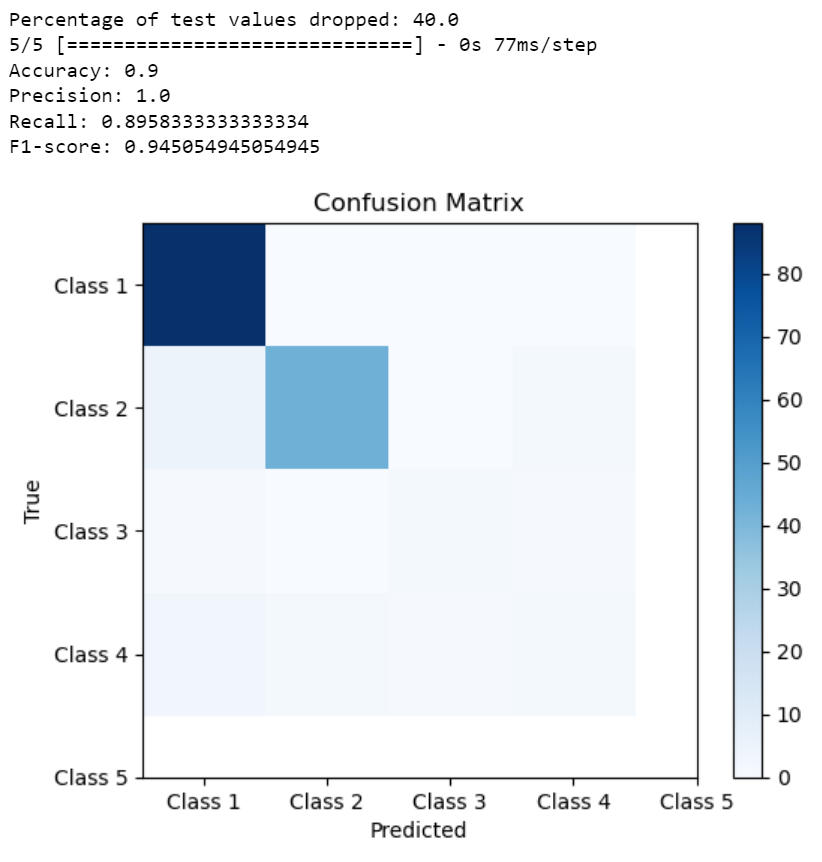 Percentage of test values dropped: 40.0
5/5 [==============================] - 0s 77ms/step
Accuracy: 0.9
Precision: 1.0
Recall: 0.8958333333333334
F1-score: 0.945054945054945
Confusion Matrix
Class 1
Class 2
Class 3
Class 4
Class 5
True
Class 1 Class 2 Class 3 Class 4 Class 5
Predicted
80
70
60
50
40
30
20
10
0